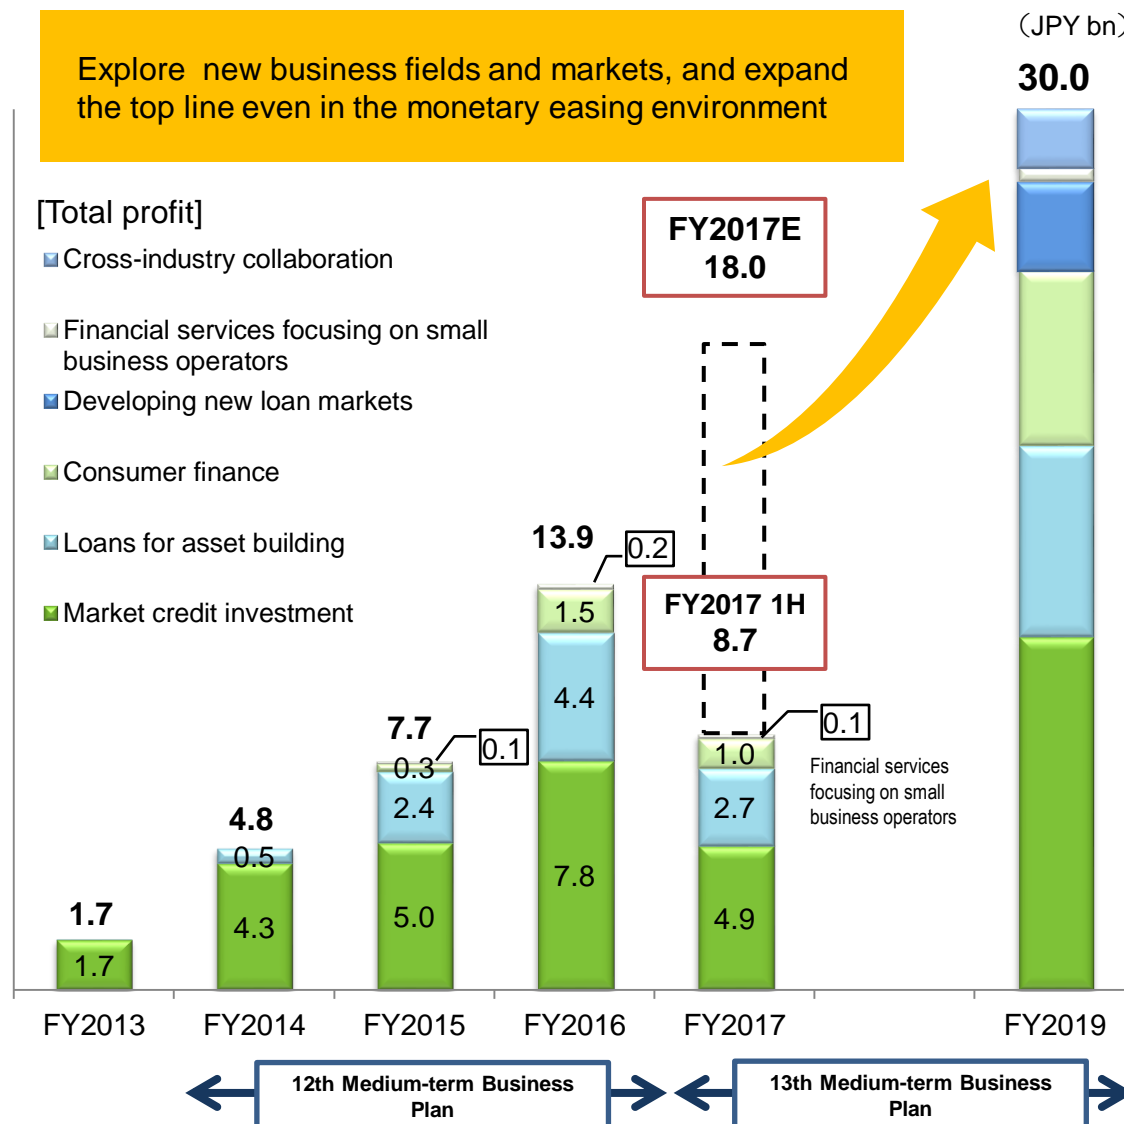 (JPY bn)
Explore  new business fields and markets, and expand
the top line even in the monetary easing environment
30.0
[Total profit]
Cross-industry collaboration
Financial services focusing on small
business operators
Developing new loan markets
Consumer finance
Loans for asset building
Market credit investment
FY2017E
18.0
13.9
0.2
1.5
4.4
7.8
FY2017 1H
8.7
0.1
1.0
2.7
4.9
Financial services
focusing on small
business operators
7.7
0.1
0.3
2.4
5.0
4.8
0.5
4.3
1.7
1.7
FY2013
FY2014
FY2015
FY2016
FY2017
FY2019
12th Medium-term Business
Plan
13th Medium-term Business
Plan